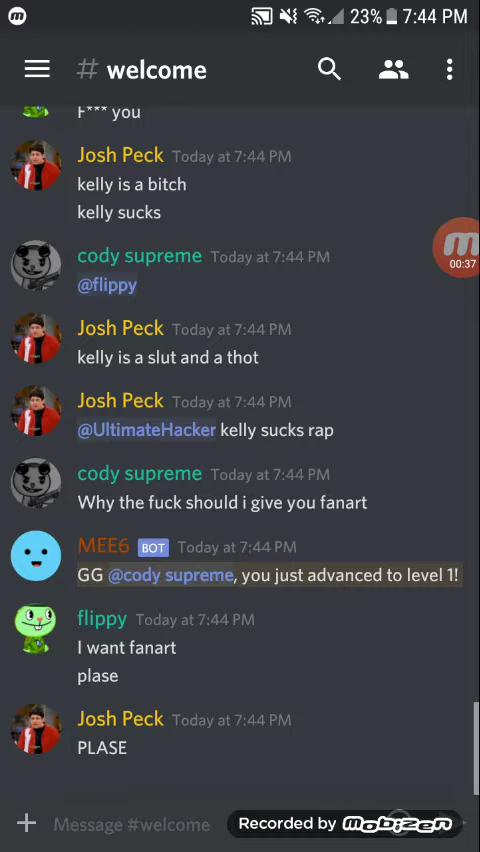 23% 7:44 PM
# welcome
F*** you
Josh Peck Today at 7:44 PM
kelly is a bitch
kelly sucks
00:37
cody supreme Today at 7:44 PM
@flippy
Josh Peck Today at 7:44 PM
kelly is a slut and a thot
Josh Peck Today at 7:44 PM
@UltimateHacker kelly sucks rap
cody supreme Today at 7:44 PM
Why the fuck should i give you fanart
MEE6 BOT Today at 7:44 PM
GG @cody supreme, you just advanced to level 1!
flippy Today at 7:44 PM
I want fanart
plase
Josh Peck Today at 7:44 PM
PLASE
Message #welcome
Recorded by mobizen